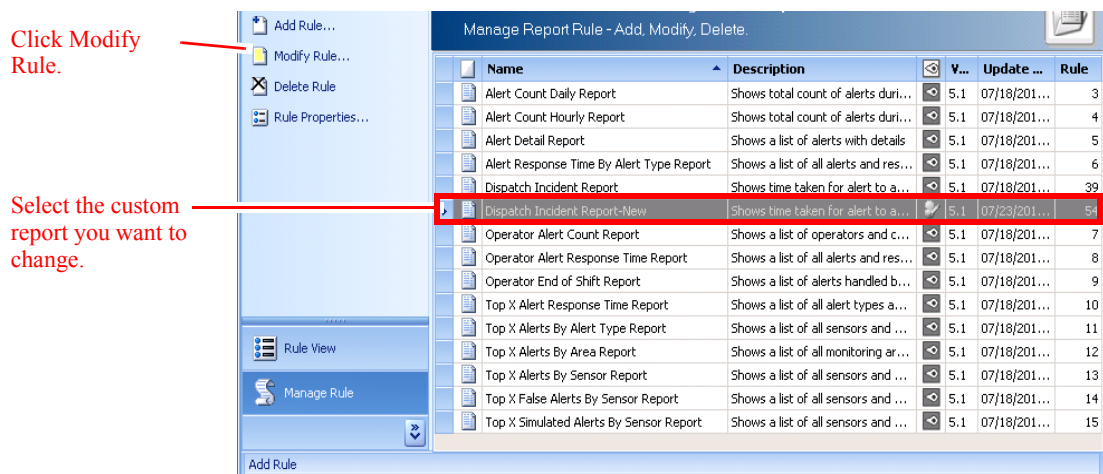 Click Modify
Rule.
Select the custom
report you want to
change.
Add Rule...
Modify Rule...
Delete Rule
Rule Properties...
Rule View
Manage Rule
Manage Report Rule - Add, Modify, Delete.
Name Description V... Update ... Rule
Alert Count Daily Report Shows total count of alerts duri... 5.1 07/18/201... 3
Alert Count Hourly Report Shows total count of alerts duri... 5.1 07/18/201... 4
Alert Detail Report Shows a list of alerts with details 5.1 07/18/201... 5
Alert Response Time By Alert Type Report Shows a list of all alerts and res... 5.1 07/18/201... 6
Dispatch Incident Report Shows time taken for alert to a... 5.1 07/18/201... 39
Dispatch Incident Report-New Shows time taken for alert to a... 5.1 07/23/201... 54
Operator Alert Count Report Shows a list of operators and c... 5.1 07/18/201... 7
Operator Alert Response Time Report Shows a list of all alerts and res... 5.1 07/18/201... 8
Operator End of Shift Report Shows a list of alerts handled b... 5.1 07/18/201... 9
Top X Alert Response Time Report Shows a list of all alert types a... 5.1 07/18/201... 10
Top X Alerts By Alert Type Report Shows a list of all sensors and ... 5.1 07/18/201... 11
Top X Alerts By Area Report Shows a list of all monitoring ar... 5.1 07/18/201... 12
Top X Alerts By Sensor Report Shows a list of all sensors and ... 5.1 07/18/201... 13
Top X False Alerts By Sensor Report Shows a list of all sensors and ... 5.1 07/18/201... 14
Top X Simulated Alerts By Sensor Report Shows a list of all sensors and ... 5.1 07/18/201... 15
Add Rule